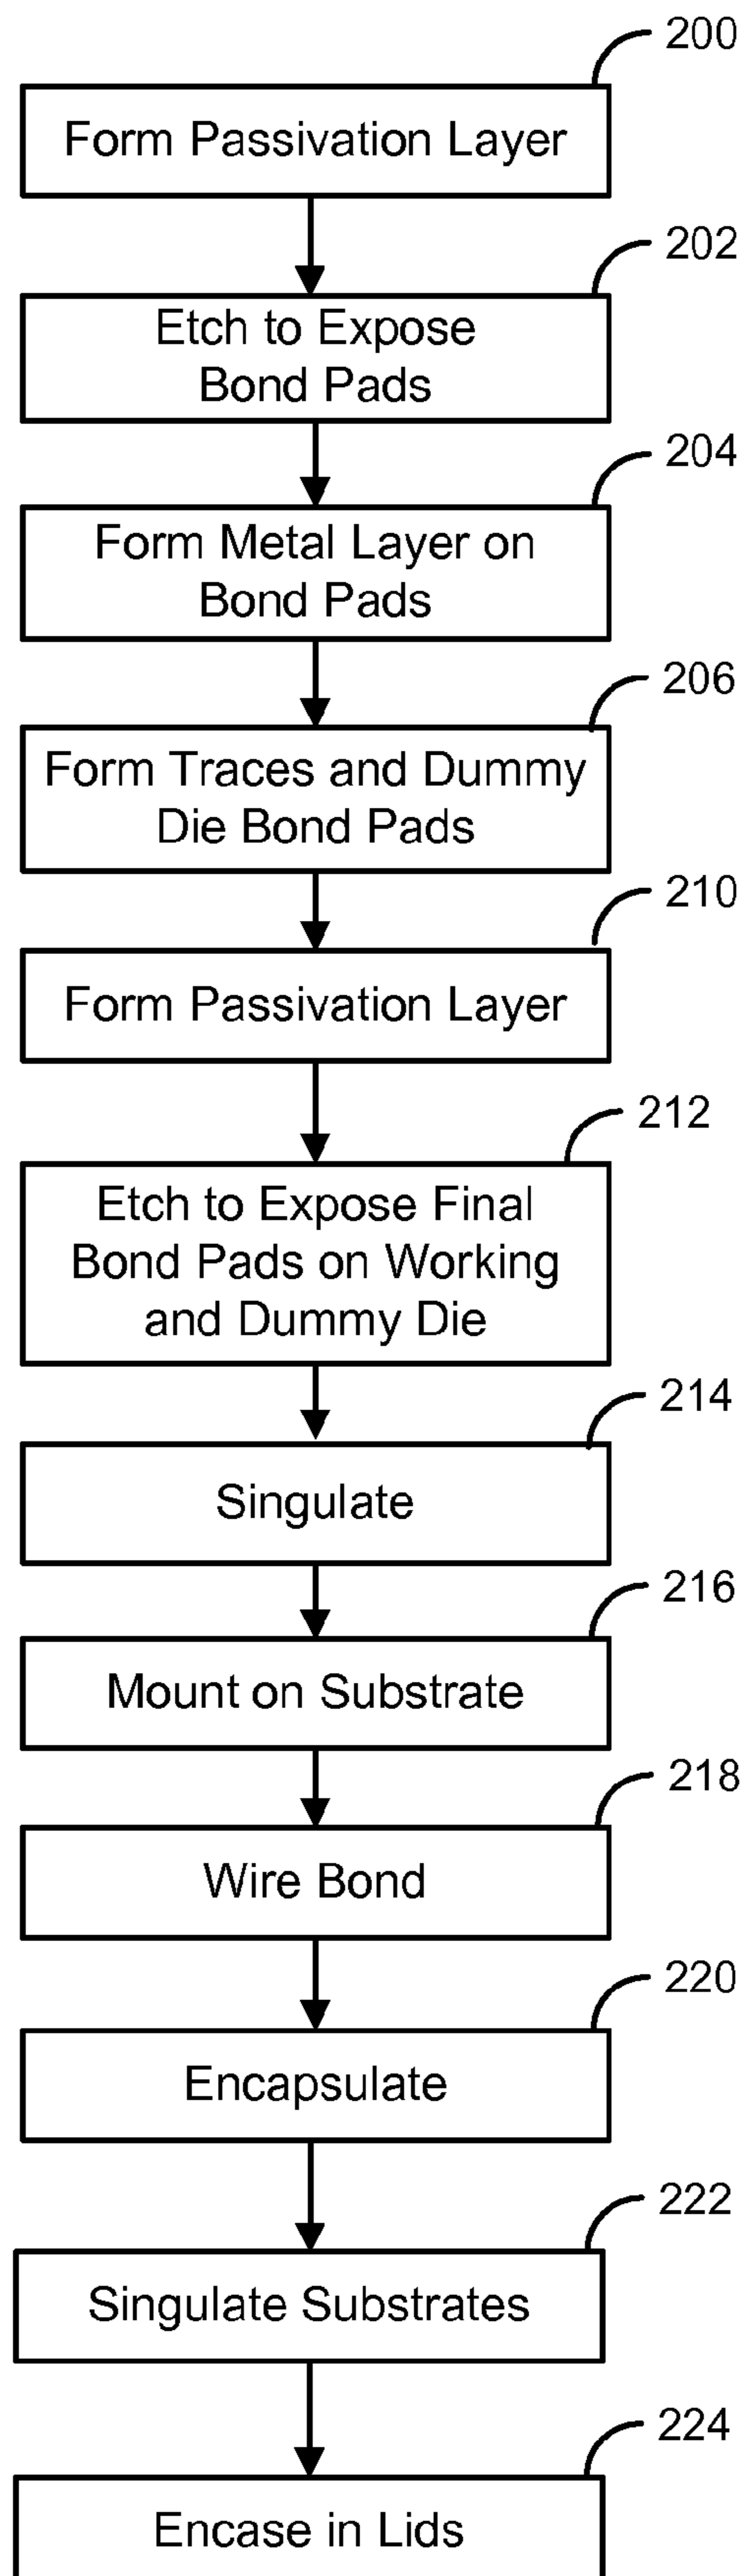 200
Form Passivation Layer
202
Etch to Expose
Bond Pads
204
Form Metal Layer on
Bond Pads
206
Form Traces and Dummy
Die Bond Pads
210
Form Passivation Layer
212
Etch to Expose Final
Bond Pads on Working
and Dummy Die
214
Singulate
216
Mount on Substrate
218
Wire Bond
220
Encapsulate
222
Singulate Substrates
224
Encase in Lids